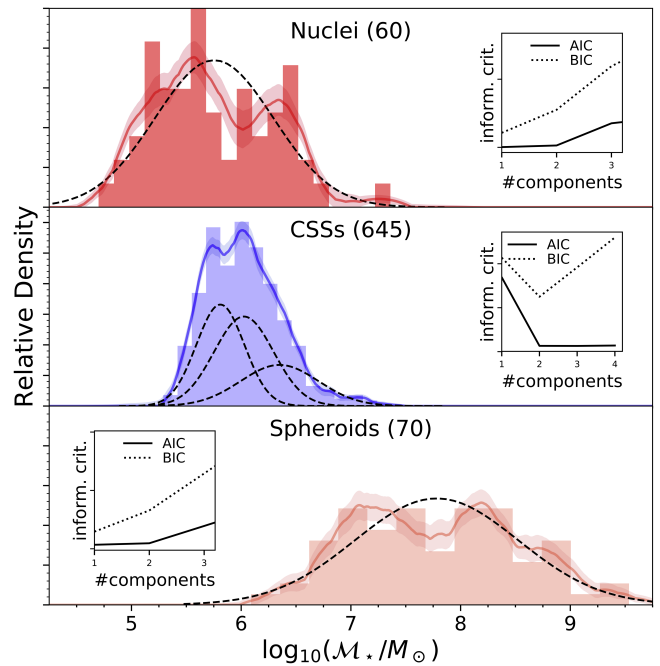 Nuclei (60)
AIC
BIC
inform. crit.
1 2 3
#components
CSSs (645)
AIC
BIC
inform. crit.
1 2 3 4
#components
Relative Density
Spheroids (70)
AIC
BIC
inform. crit.
1 2 3
#components
5 6 7 8 9
log₁₀(ℳ⋆/M⊙)